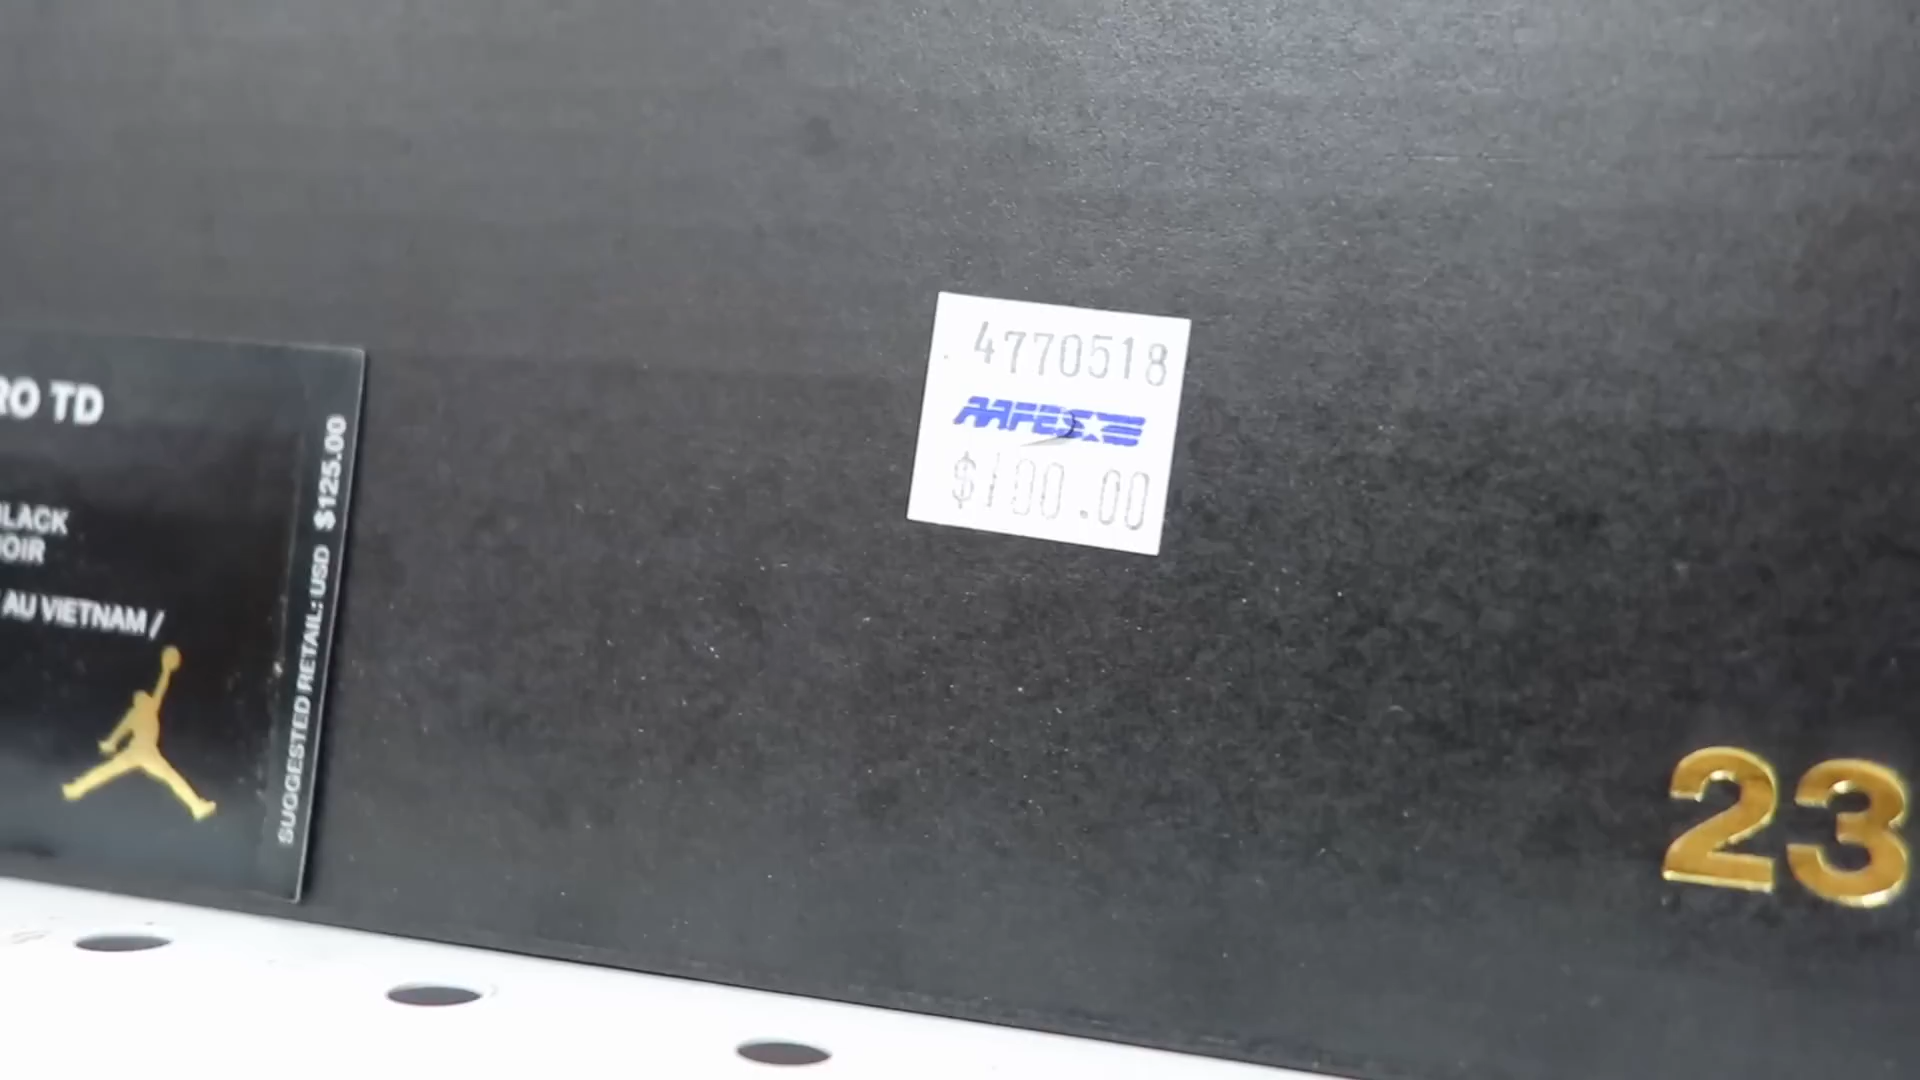 RO TD
LACK
OIR
AU VIETNAM /
SUGGESTED RETAIL: USD $125.00
4770518
AAFES
$100.00
23